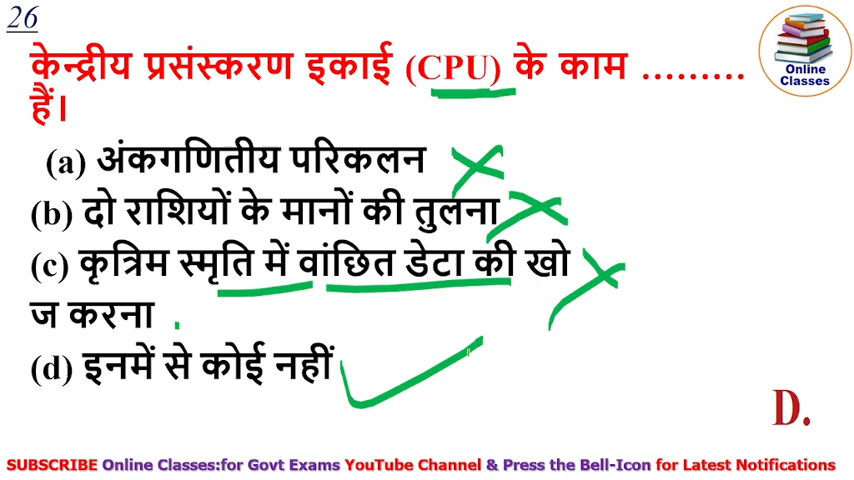 26
Online
Classes
केन्द्रीय प्रसंस्करण इकाई (CPU) के काम .........
हैं।
(a) अंकगणितीय परिकलन
(b) दो राशियों के मानों की तुलना
(c) कृत्रिम स्मृति में वांछित डेटा की खो
ज करना
(d) इनमें से कोई नहीं
D.
SUBSCRIBE Online Classes:for Govt Exams YouTube Channel & Press the Bell-Icon for Latest Notifications